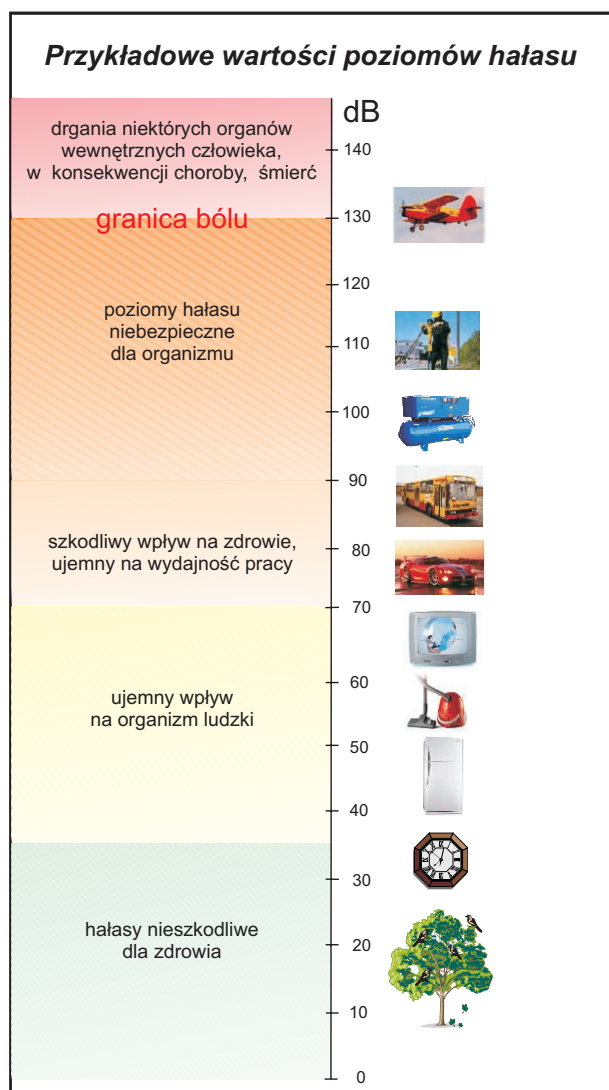 Przykładowe wartości poziomów hałasu
dB
drgania niektórych organów
wewnętrznych człowieka,
w konsekwencji choroby, śmierć
140
granica bólu
130
120
poziomy hałasu
niebezpieczne
dla organizmu
110
100
90
szkodliwy wpływ na zdrowie,
ujemny na wydajność pracy
80
70
60
ujemny wpływ
na organizm ludzki
50
40
30
hałasy nieszkodliwe
dla zdrowia
20
10
0